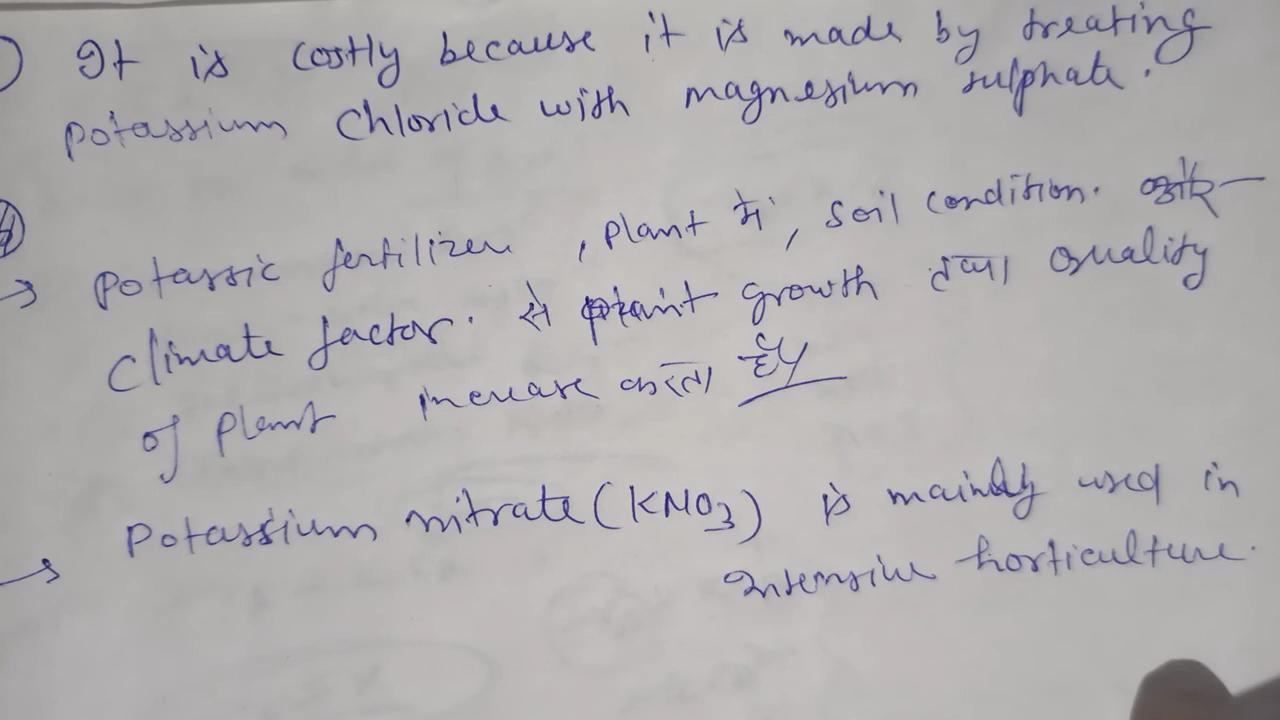 It is costly because it is made by treating
potassium chloride with magnesium sulphate.
→ Potassic fertilizer , plant में , soil condition. और
climate factor. से plant growth तथा quality
of plant increase करता है
→ Potassium nitrate (KNO3) is mainly used in
Intensive horticulture.